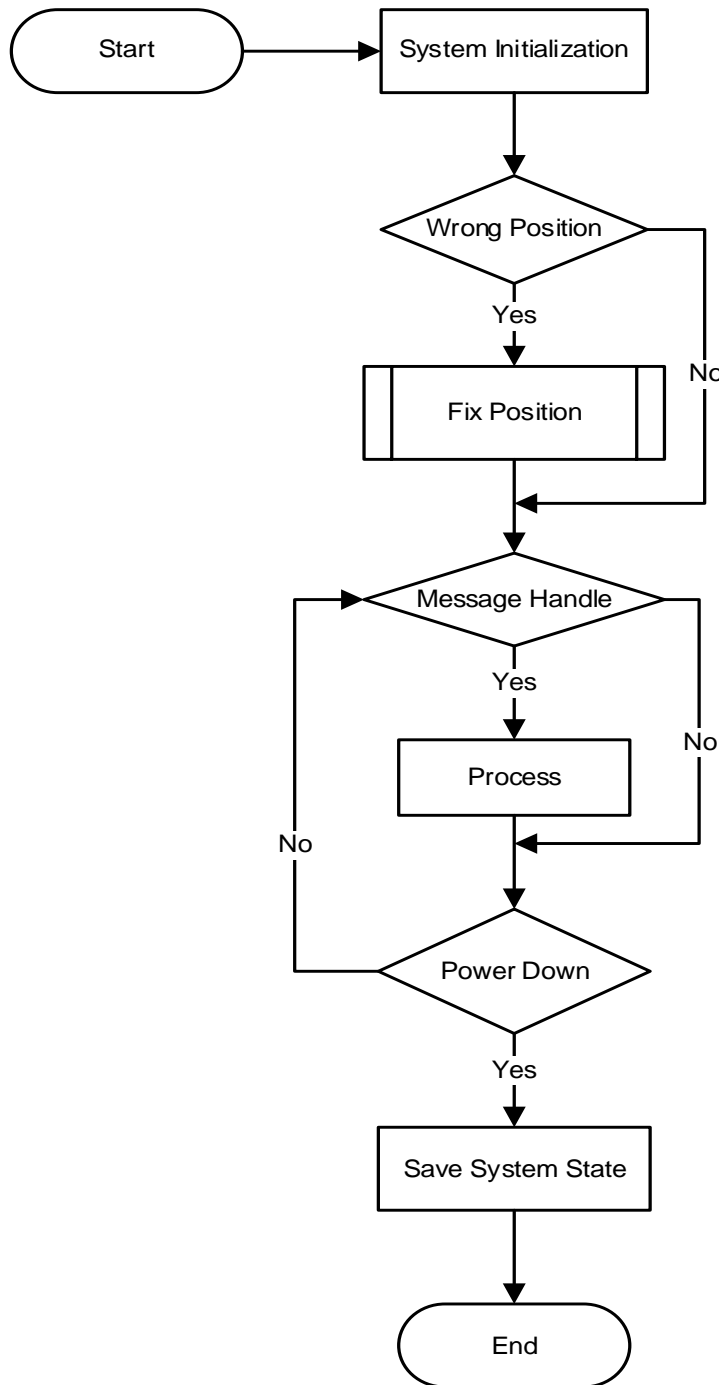 Start
System Initialization
Wrong Position
Yes
No
Fix Position
Message Handle
Yes
No
Process
No
Power Down
Yes
Save System State
End